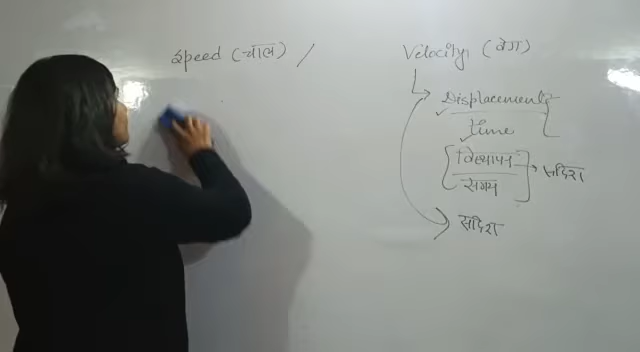 Speed (चाल) /
Velocity (वेग)
Displacement
time
विस्थापन → सदिश
समय
सदिश